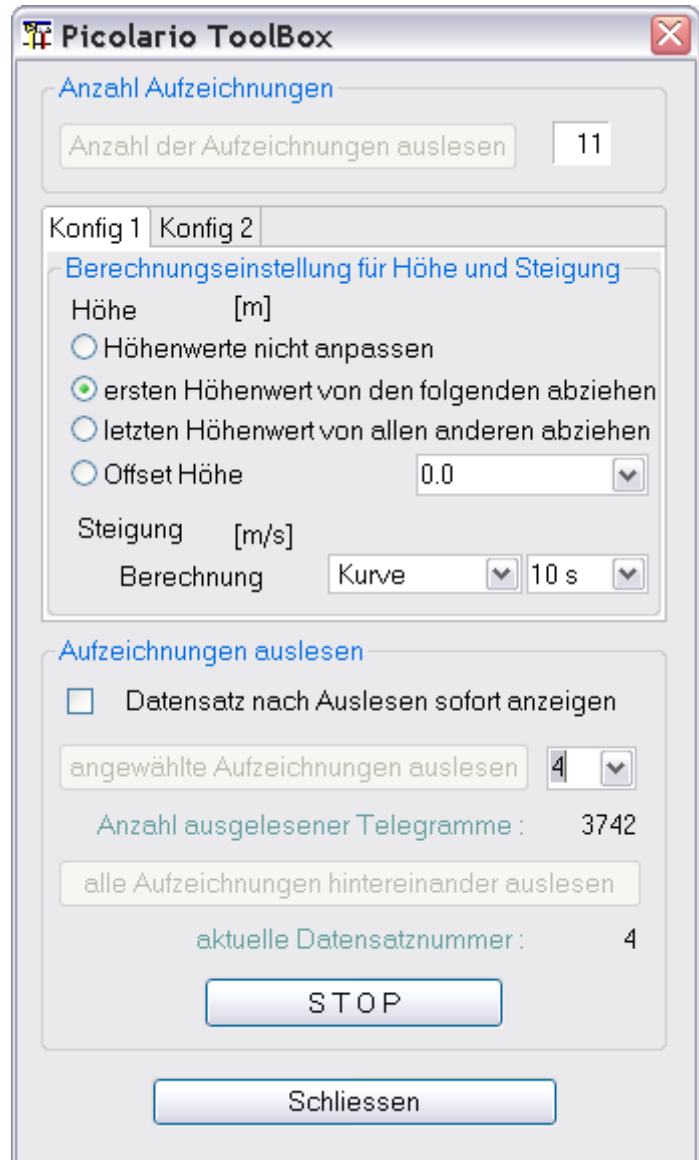 Picolario ToolBox
Anzahl Aufzeichnungen
Anzahl der Aufzeichnungen auslesen 11
Konfig 1 Konfig 2
Berechnungseinstellung für Höhe und Steigung
Höhe [m]
Höhenwerte nicht anpassen
ersten Höhenwert von den folgenden abziehen
letzten Höhenwert von allen anderen abziehen
Offset Höhe 0.0
Steigung [m/s]
Berechnung Kurve 10 s
Aufzeichnungen auslesen
Datensatz nach Auslesen sofort anzeigen
angewählte Aufzeichnungen auslesen 4
Anzahl ausgelesener Telegramme : 3742
alle Aufzeichnungen hintereinander auslesen
aktuelle Datensatznummer : 4
S T O P
Schliessen